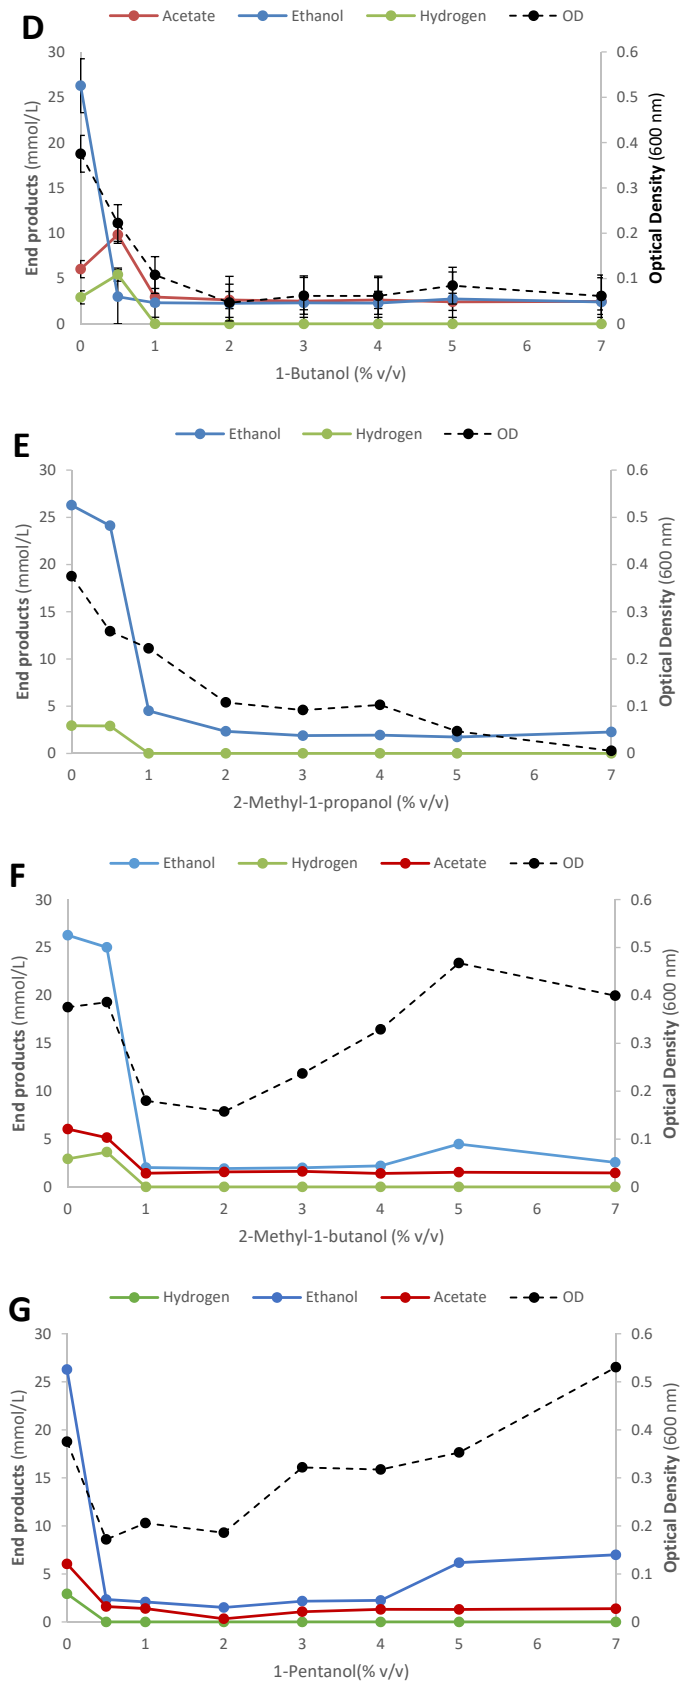 D
Acetate Ethanol Hydrogen OD
30 0.6
25 0.5
20 0.4
15 0.3
10 0.2
5 0.1
0 0
End products (mmol/L)
Optical Density (600 nm)
0 1 2 3 4 5 6 7
1-Butanol (% v/v)
E
Ethanol Hydrogen OD
30 0.6
25 0.5
20 0.4
15 0.3
10 0.2
5 0.1
0 0
End products (mmol/L)
Optical Density (600 nm)
0 1 2 3 4 5 6 7
2-Methyl-1-propanol (% v/v)
F
Ethanol Hydrogen Acetate OD
30 0.6
25 0.5
20 0.4
15 0.3
10 0.2
5 0.1
0 0
End products (mmol/L)
Optical Density (600 nm)
0 1 2 3 4 5 6 7
2-Methyl-1-butanol (% v/v)
G
Hydrogen Ethanol Acetate OD
30 0.6
25 0.5
20 0.4
15 0.3
10 0.2
5 0.1
0 0
End products (mmol/L)
Optical Density (600 nm)
0 1 2 3 4 5 6 7
1-Pentanol(% v/v)